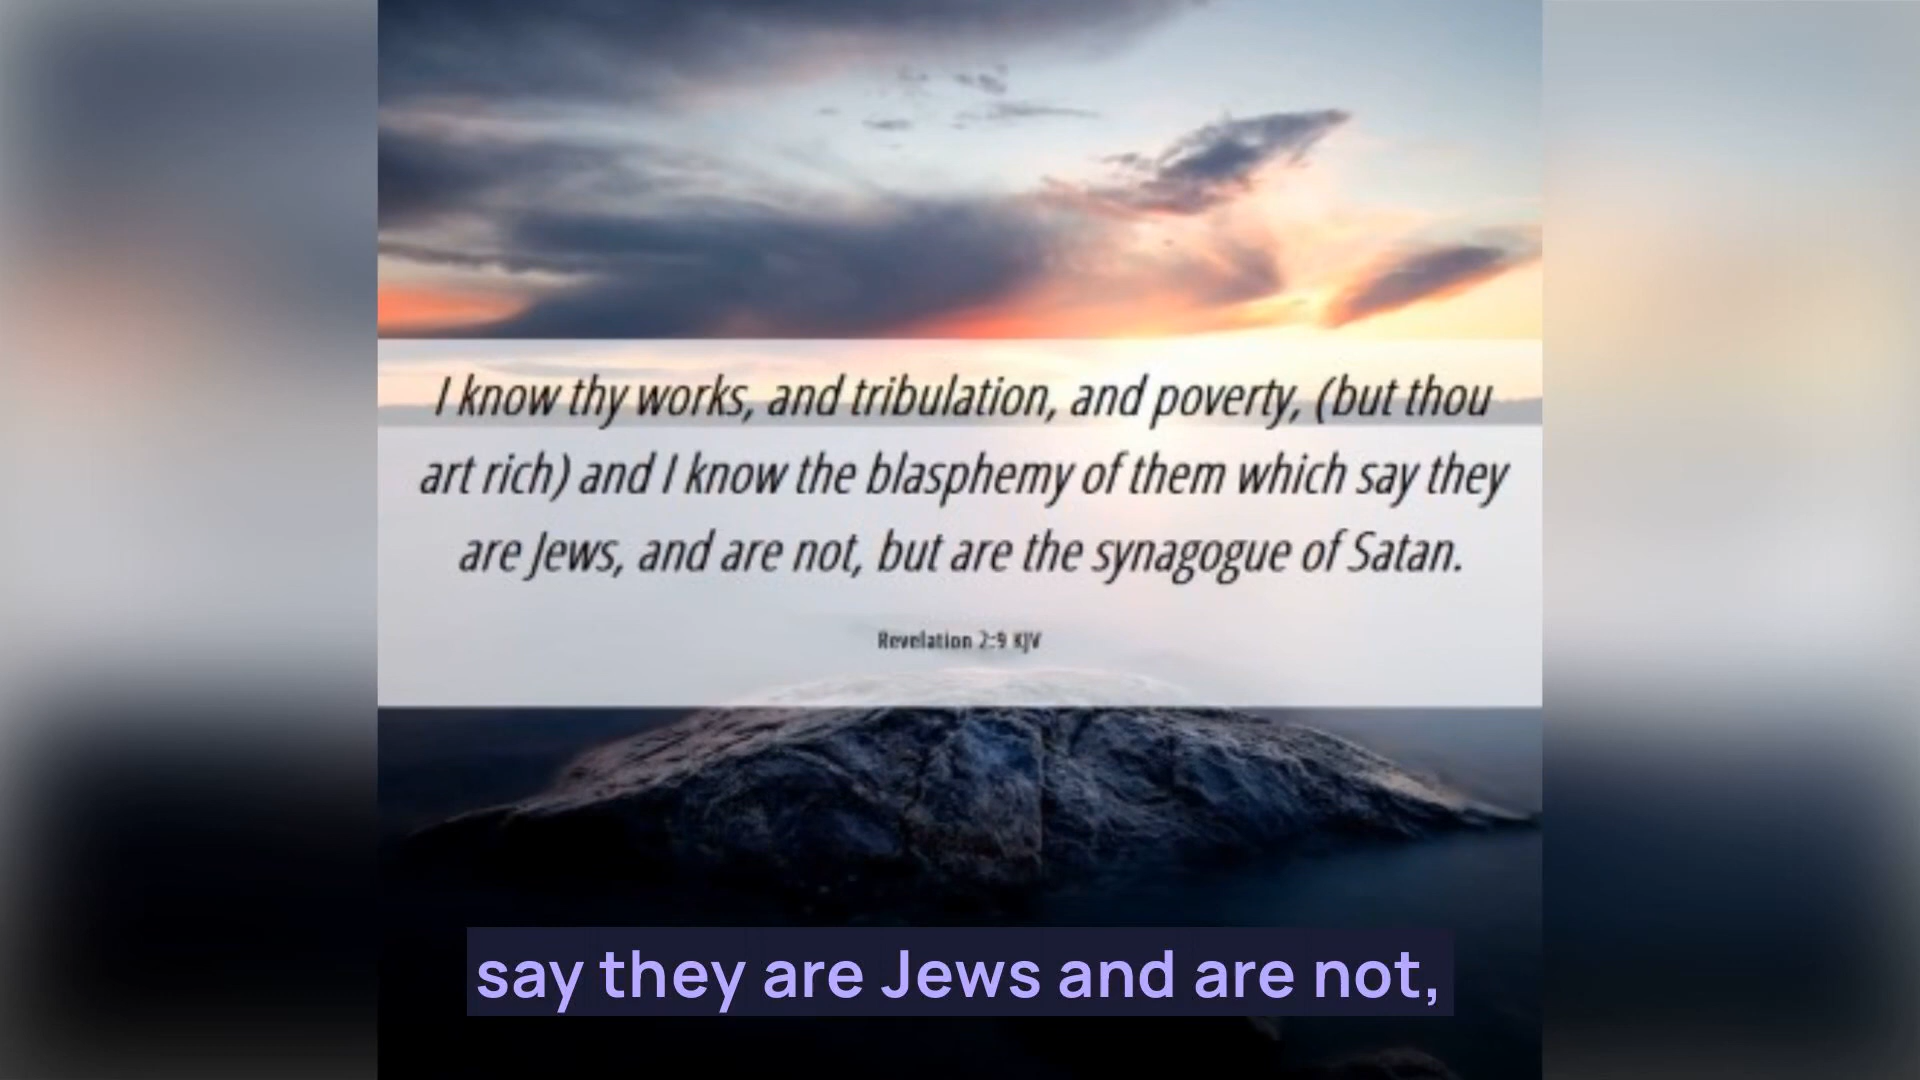 I know thy works, and tribulation, and poverty, (but thou
art rich) and I know the blasphemy of them which say they
are Jews, and are not, but are the synagogue of Satan.
Revelation 2:9 KJV
say they are Jews and are not,